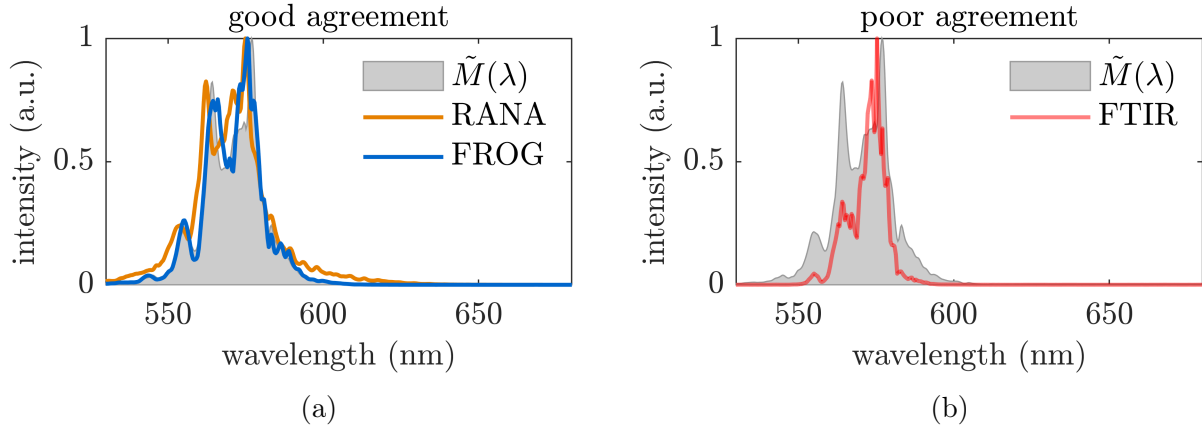 good agreement
1
0.5
0
intensity (a.u.)
M̃(λ)
RANA
FROG
550
600
650
wavelength (nm)
(a)
poor agreement
1
0.5
0
intensity (a.u.)
M̃(λ)
FTIR
550
600
650
wavelength (nm)
(b)